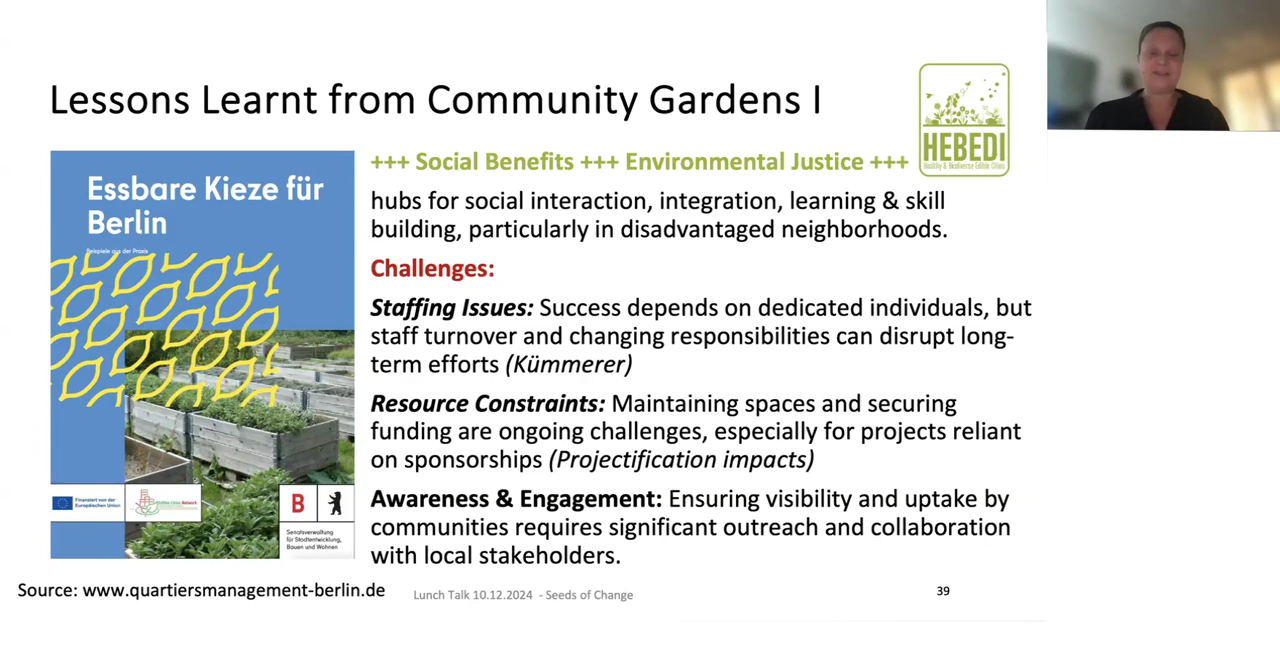 Lessons Learnt from Community Gardens I
HEBEDI
Healthy & Biodiverse Edible Cities
Essbare Kieze für
Berlin
Beispiele aus der Praxis
Finanziert von der
Europäischen Union
Edible Cities Network
B
Senatsverwaltung
für Stadtentwicklung,
Bauen und Wohnen
+++ Social Benefits +++ Environmental Justice +++
hubs for social interaction, integration, learning & skill
building, particularly in disadvantaged neighborhoods.
Challenges:
Staffing Issues: Success depends on dedicated individuals, but
staff turnover and changing responsibilities can disrupt long-
term efforts (Kümmerer)
Resource Constraints: Maintaining spaces and securing
funding are ongoing challenges, especially for projects reliant
on sponsorships (Projectification impacts)
Awareness & Engagement: Ensuring visibility and uptake by
communities requires significant outreach and collaboration
with local stakeholders.
Source: www.quartiersmanagement-berlin.de
Lunch Talk 10.12.2024 - Seeds of Change
39